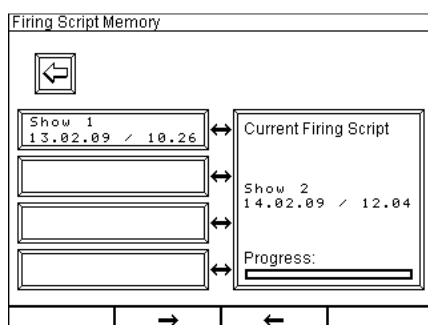 Firing Script Memory
Show 1
13.02.09 / 10.26
Current Firing Script
Show 2
14.02.09 / 12.04
Progress: